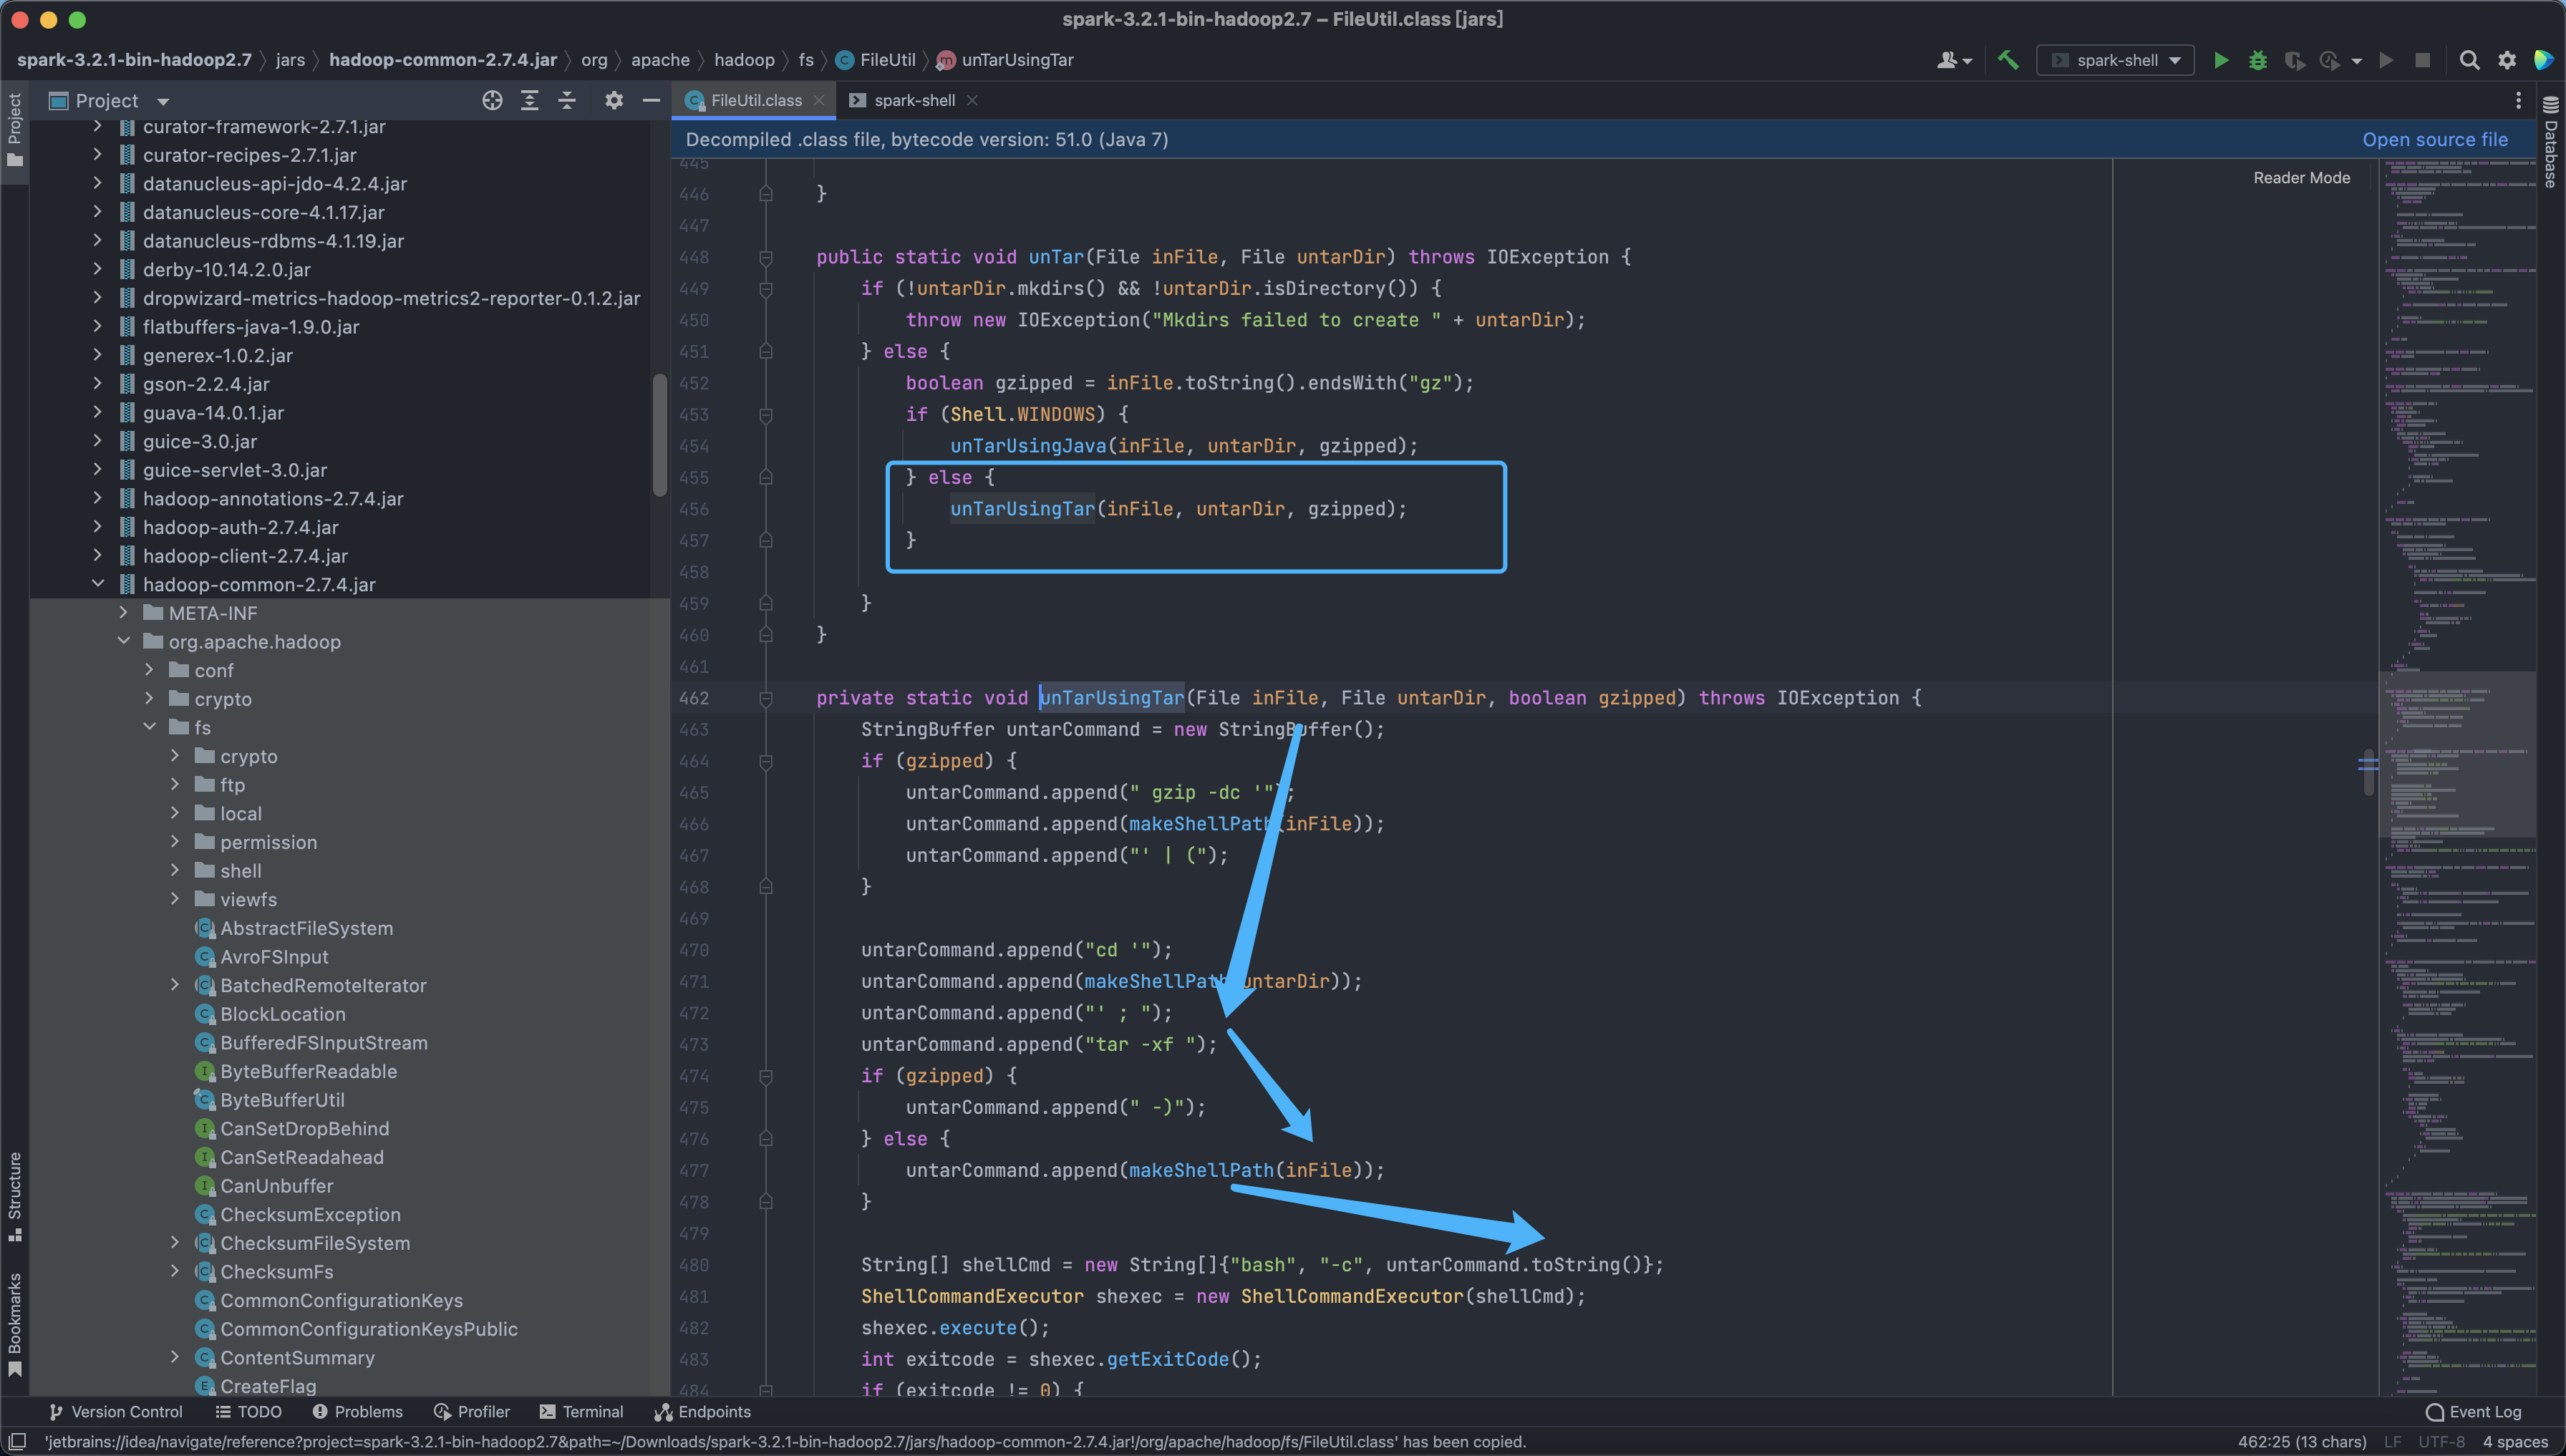 spark-3.2.1-bin-hadoop2.7 – FileUtil.class [jars]
spark-3.2.1-bin-hadoop2.7 jars hadoop-common-2.7.4.jar org apache hadoop fs FileUtil unTarUsingTar spark-shell
Project FileUtil.class spark-shell
Project
Structure
Bookmarks
Database
Decompiled .class file, bytecode version: 51.0 (Java 7) Open source file
Reader Mode
curator-framework-2.7.1.jar
curator-recipes-2.7.1.jar
datanucleus-api-jdo-4.2.4.jar
datanucleus-core-4.1.17.jar
datanucleus-rdbms-4.1.19.jar
derby-10.14.2.0.jar
dropwizard-metrics-hadoop-metrics2-reporter-0.1.2.jar
flatbuffers-java-1.9.0.jar
generex-1.0.2.jar
gson-2.2.4.jar
guava-14.0.1.jar
guice-3.0.jar
guice-servlet-3.0.jar
hadoop-annotations-2.7.4.jar
hadoop-auth-2.7.4.jar
hadoop-client-2.7.4.jar
hadoop-common-2.7.4.jar
META-INF
org.apache.hadoop
conf
crypto
fs
crypto
ftp
local
permission
shell
viewfs
AbstractFileSystem
AvroFSInput
BatchedRemoteIterator
BlockLocation
BufferedFSInputStream
ByteBufferReadable
ByteBufferUtil
CanSetDropBehind
CanSetReadahead
CanUnbuffer
ChecksumException
ChecksumFileSystem
ChecksumFs
CommonConfigurationKeys
CommonConfigurationKeysPublic
ContentSummary
CreateFlag
445
446 }
447
448 public static void unTar(File inFile, File untarDir) throws IOException {
449 if (!untarDir.mkdirs() && !untarDir.isDirectory()) {
450 throw new IOException("Mkdirs failed to create " + untarDir);
451 } else {
452 boolean gzipped = inFile.toString().endsWith("gz");
453 if (Shell.WINDOWS) {
454 unTarUsingJava(inFile, untarDir, gzipped);
455 } else {
456 unTarUsingTar(inFile, untarDir, gzipped);
457 }
458
459 }
460 }
461
462 private static void unTarUsingTar(File inFile, File untarDir, boolean gzipped) throws IOException {
463 StringBuffer untarCommand = new StringBuffer();
464 if (gzipped) {
465 untarCommand.append(" gzip -dc '");
466 untarCommand.append(makeShellPath(inFile));
467 untarCommand.append("' | (");
468 }
469
470 untarCommand.append("cd '");
471 untarCommand.append(makeShellPath(untarDir));
472 untarCommand.append("' ; ");
473 untarCommand.append("tar -xf ");
474 if (gzipped) {
475 untarCommand.append(" -)");
476 } else {
477 untarCommand.append(makeShellPath(inFile));
478 }
479
480 String[] shellCmd = new String[]{"bash", "-c", untarCommand.toString()};
481 ShellCommandExecutor shexec = new ShellCommandExecutor(shellCmd);
482 shexec.execute();
483 int exitcode = shexec.getExitCode();
484 if (exitcode != 0) {
Version Control TODO Problems Profiler Terminal Endpoints Event Log
'jetbrains://idea/navigate/reference?project=spark-3.2.1-bin-hadoop2.7&path=~/Downloads/spark-3.2.1-bin-hadoop2.7/jars/hadoop-common-2.7.4.jar!/org/apache/hadoop/fs/FileUtil.class' has been copied. 462:25 (13 chars) LF UTF-8 4 spaces